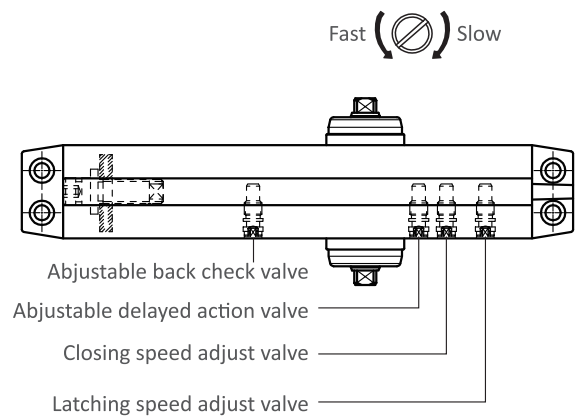 Fast Slow
Abjustable back check valve
Abjustable delayed action valve
Closing speed adjust valve
Latching speed adjust valve